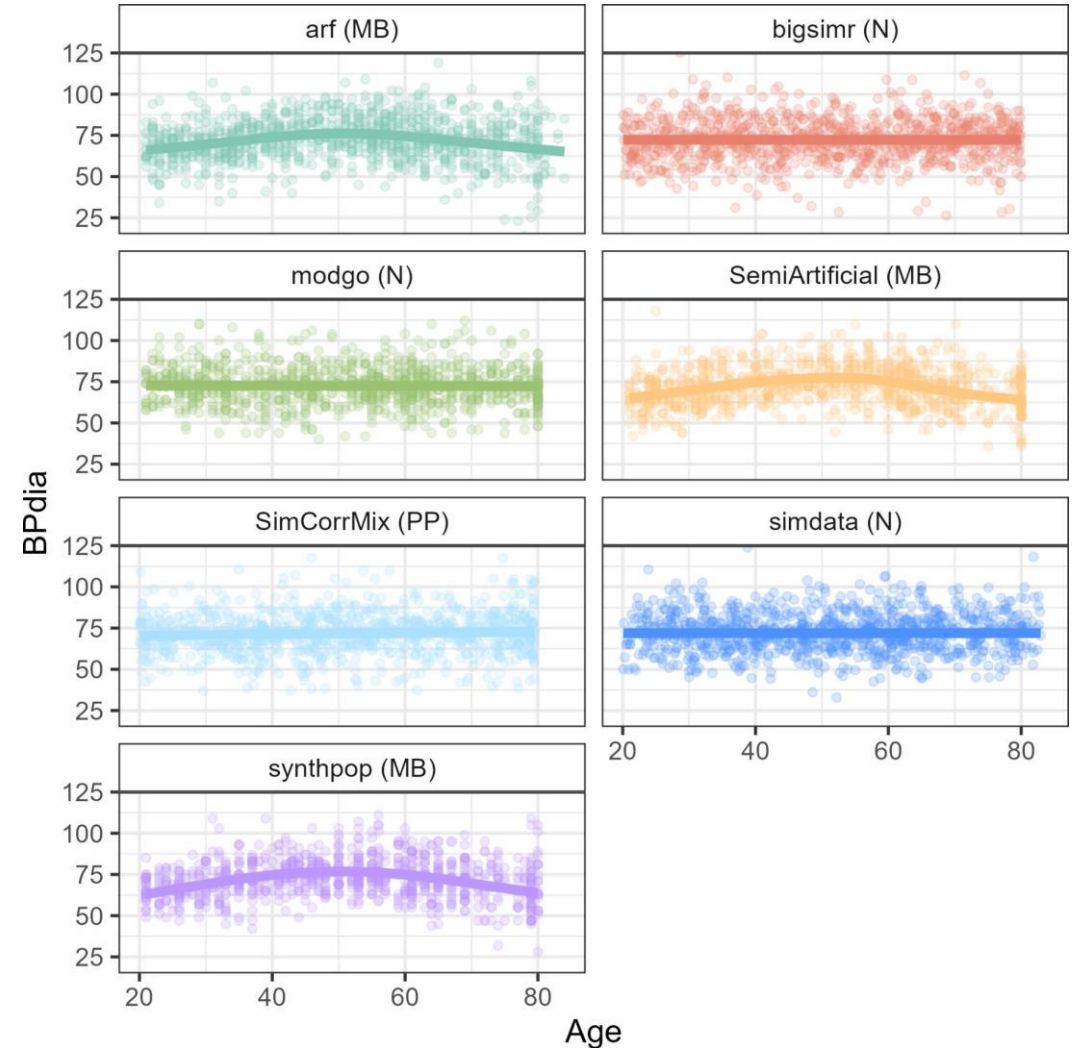 arf (MB)
bigsimr (N)
125
100
75
50
25
modgo (N)
SemiArtificial (MB)
125
100
75
50
25
SimCorrMix (PP)
simdata (N)
125
100
75
50
25
20 40 60 80
synthpop (MB)
125
100
75
50
25
20 40 60 80
BPdia
Age